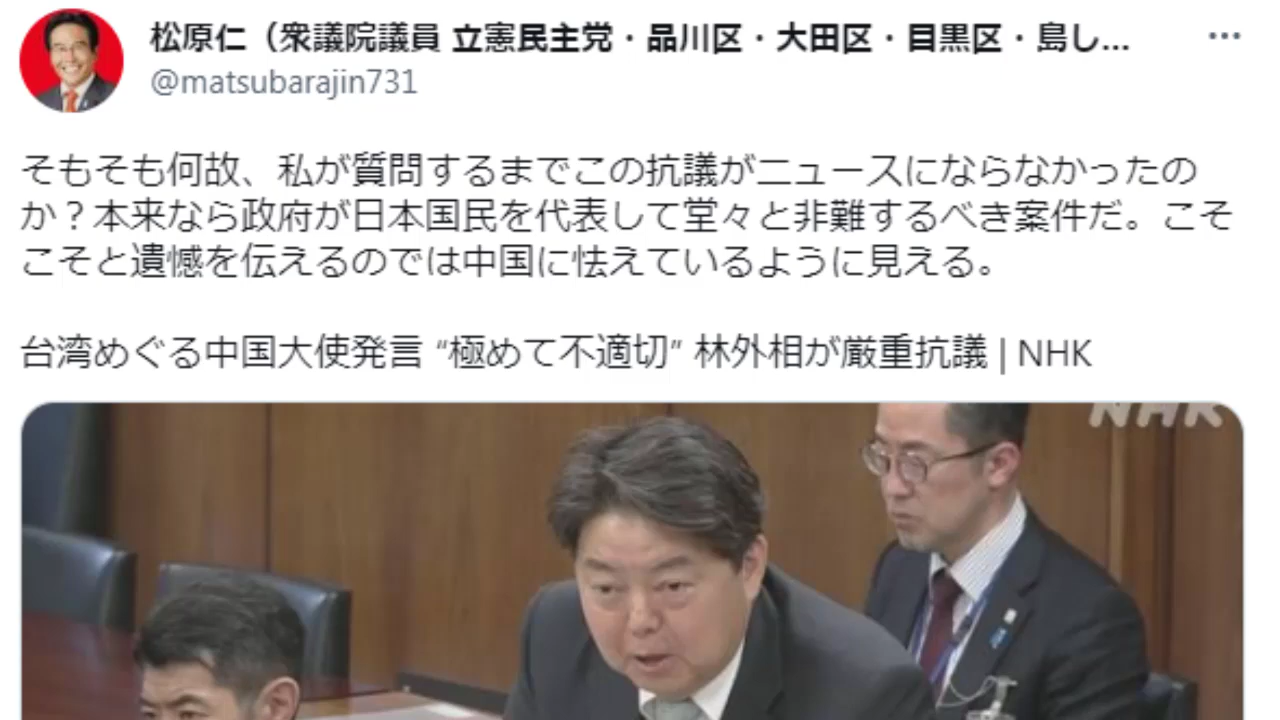 松原仁（衆議院議員 立憲民主党・品川区・大田区・目黒区・島し...
@matsubarajin731
そもそも何故、私が質問するまでこの抗議がニュースにならなかったの
か？本来なら政府が日本国民を代表して堂々と非難するべき案件だ。こそ
こそと遺憾を伝えるのでは中国に怯えているように見える。
台湾めぐる中国大使発言 “極めて不適切” 林外相が厳重抗議 | NHK
NHK